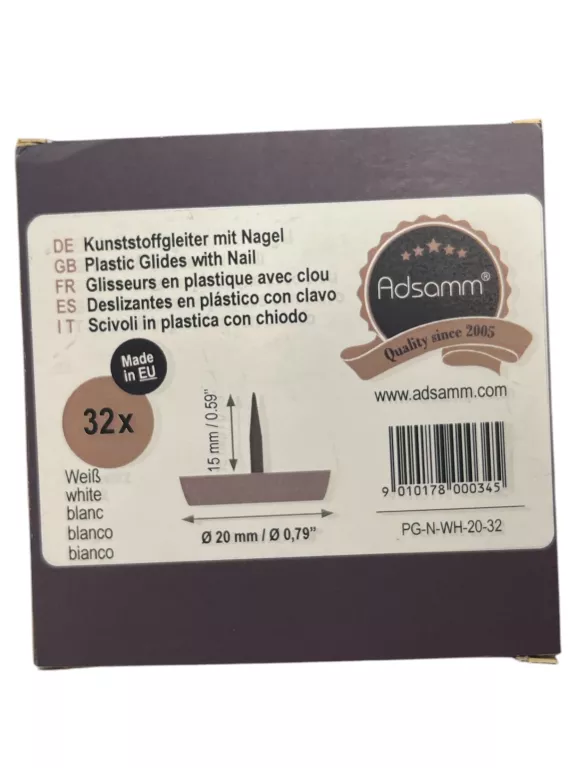 DE Kunststoffgleiter mit Nagel
GB Plastic Glides with Nail
FR Glisseurs en plastique avec clou
ES Deslizantes en plástico con clavo
IT Scivoli in plastica con chiodo
Adsamm®
Quality since 2005
www.adsamm.com
Made
in EU
32x
Weiß
white
blanc
blanco
bianco
15 mm / 0.59"
Ø 20 mm / Ø 0,79”
9 010178 000345
PG-N-WH-20-32